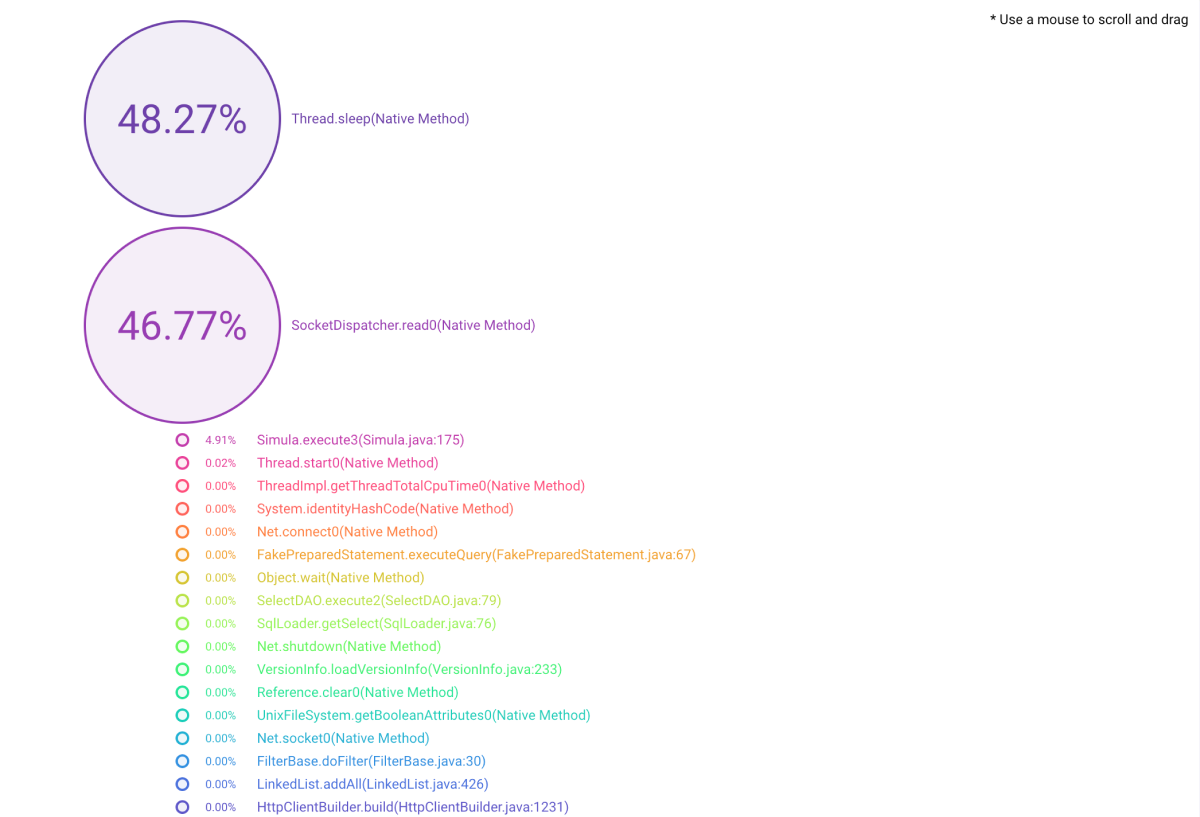 * Use a mouse to scroll and drag
48.27% Thread.sleep(Native Method)
46.77% SocketDispatcher.read0(Native Method)
4.91% Simula.execute3(Simula.java:175)
0.02% Thread.start0(Native Method)
0.00% ThreadImpl.getThreadTotalCpuTime0(Native Method)
0.00% System.identityHashCode(Native Method)
0.00% Net.connect0(Native Method)
0.00% FakePreparedStatement.executeQuery(FakePreparedStatement.java:67)
0.00% Object.wait(Native Method)
0.00% SelectDAO.execute2(SelectDAO.java:79)
0.00% SqlLoader.getSelect(SqlLoader.java:76)
0.00% Net.shutdown(Native Method)
0.00% VersionInfo.loadVersionInfo(VersionInfo.java:233)
0.00% Reference.clear0(Native Method)
0.00% UnixFileSystem.getBooleanAttributes0(Native Method)
0.00% Net.socket0(Native Method)
0.00% FilterBase.doFilter(FilterBase.java:30)
0.00% LinkedList.addAll(LinkedList.java:426)
0.00% HttpClientBuilder.build(HttpClientBuilder.java:1231)